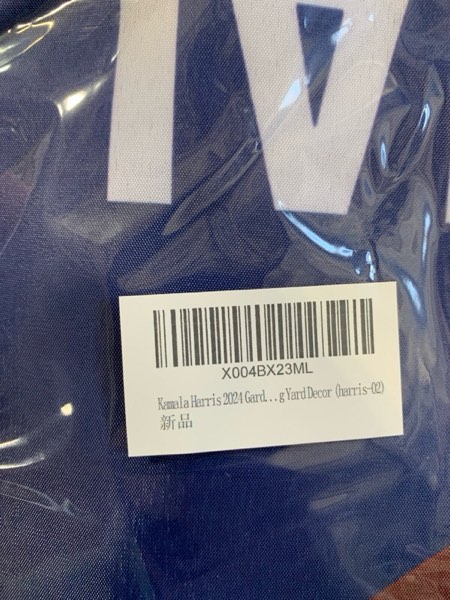 X004BX23ML
Kamala Harris 2024 Gard...g Yard Decor (harris-02)
新品